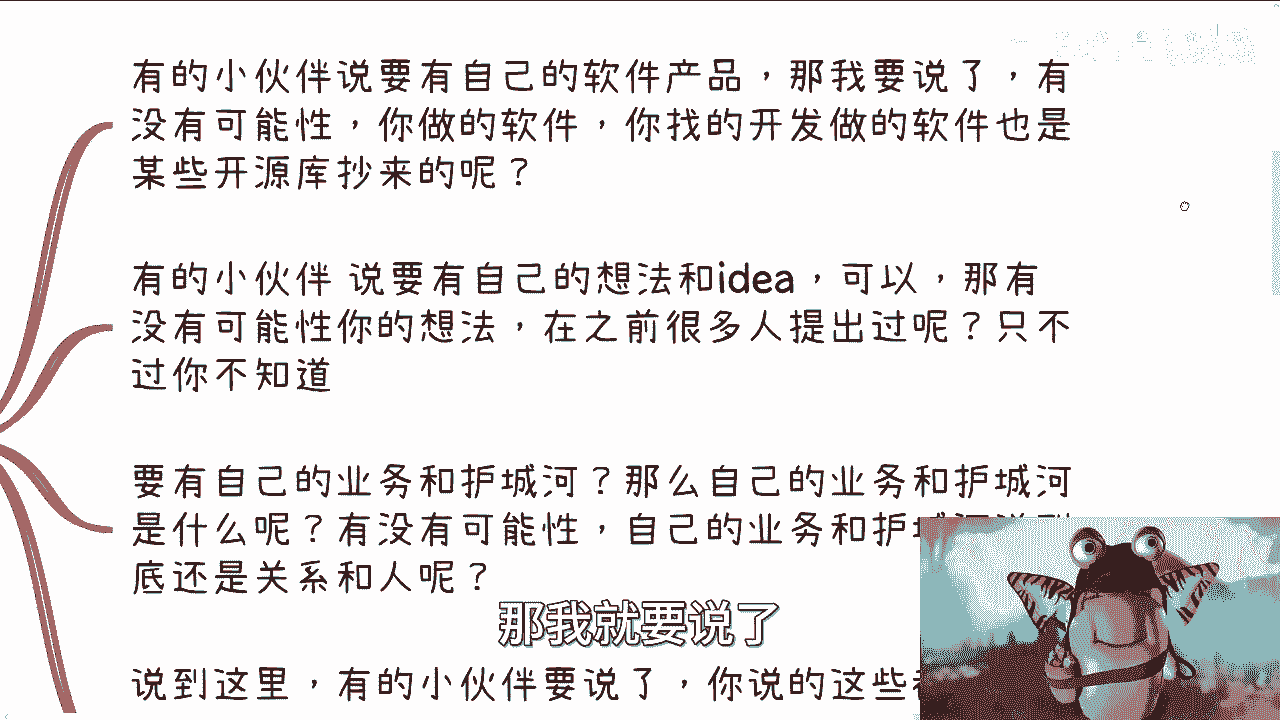 有的小伙伴说要有自己的软件产品，那我要说了，有
没有可能性，你做的软件，你找的开发做的软件也是
某些开源库抄来的呢？
有的小伙伴 说要有自己的想法和idea，可以，那有
没有可能性你的想法，在之前很多人提出过呢？只不
过你不知道
要有自己的业务和护城河？那么自己的业务和护城河
是什么呢？有没有可能性，自己的业务和护
底还是关系和人呢？
那我就要说了
说到这里，有的小伙伴要说了，你说的这些